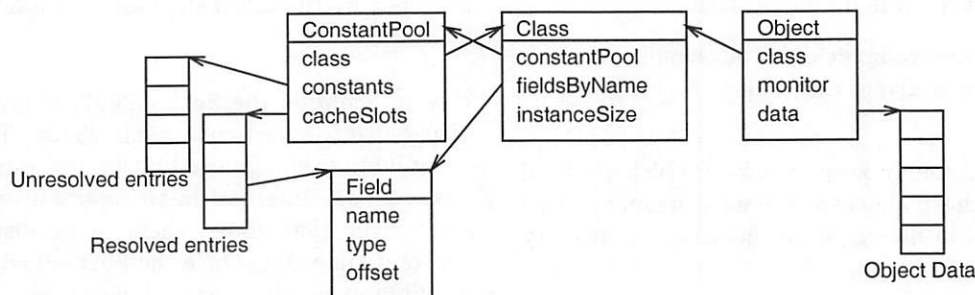 ConstantPool
class
constants
cacheSlots
Class
constantPool
fieldsByName
instanceSize
Object
class
monitor
data
Unresolved entries
Resolved entries
Field
name
type
offset
Object Data